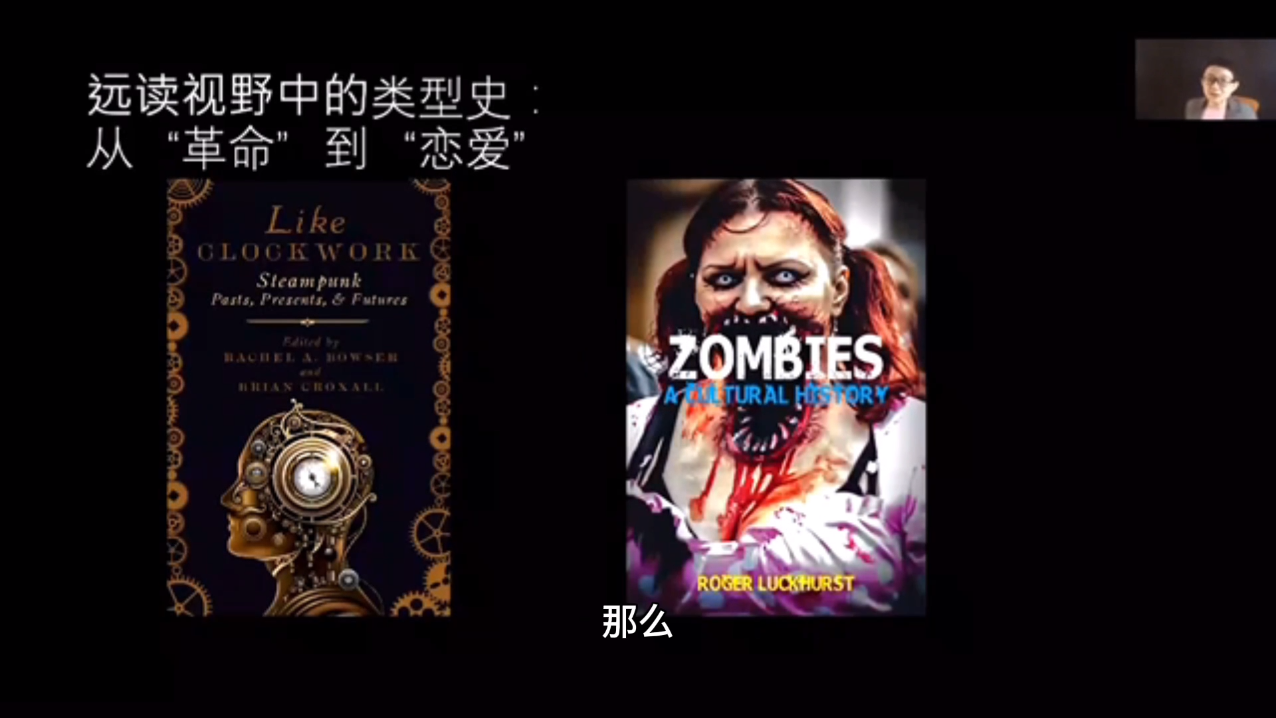 远读视野中的类型史：
从 “革命” 到 “恋爱”
Like
CLOCKWORK
Steampunk
Pasts, Presents, & Futures
Edited by
RACHEL A. BOWSER
and
BRIAN CROXALL
ZOMBIES
A CULTURAL HISTORY
ROGER LUCKHURST
那么